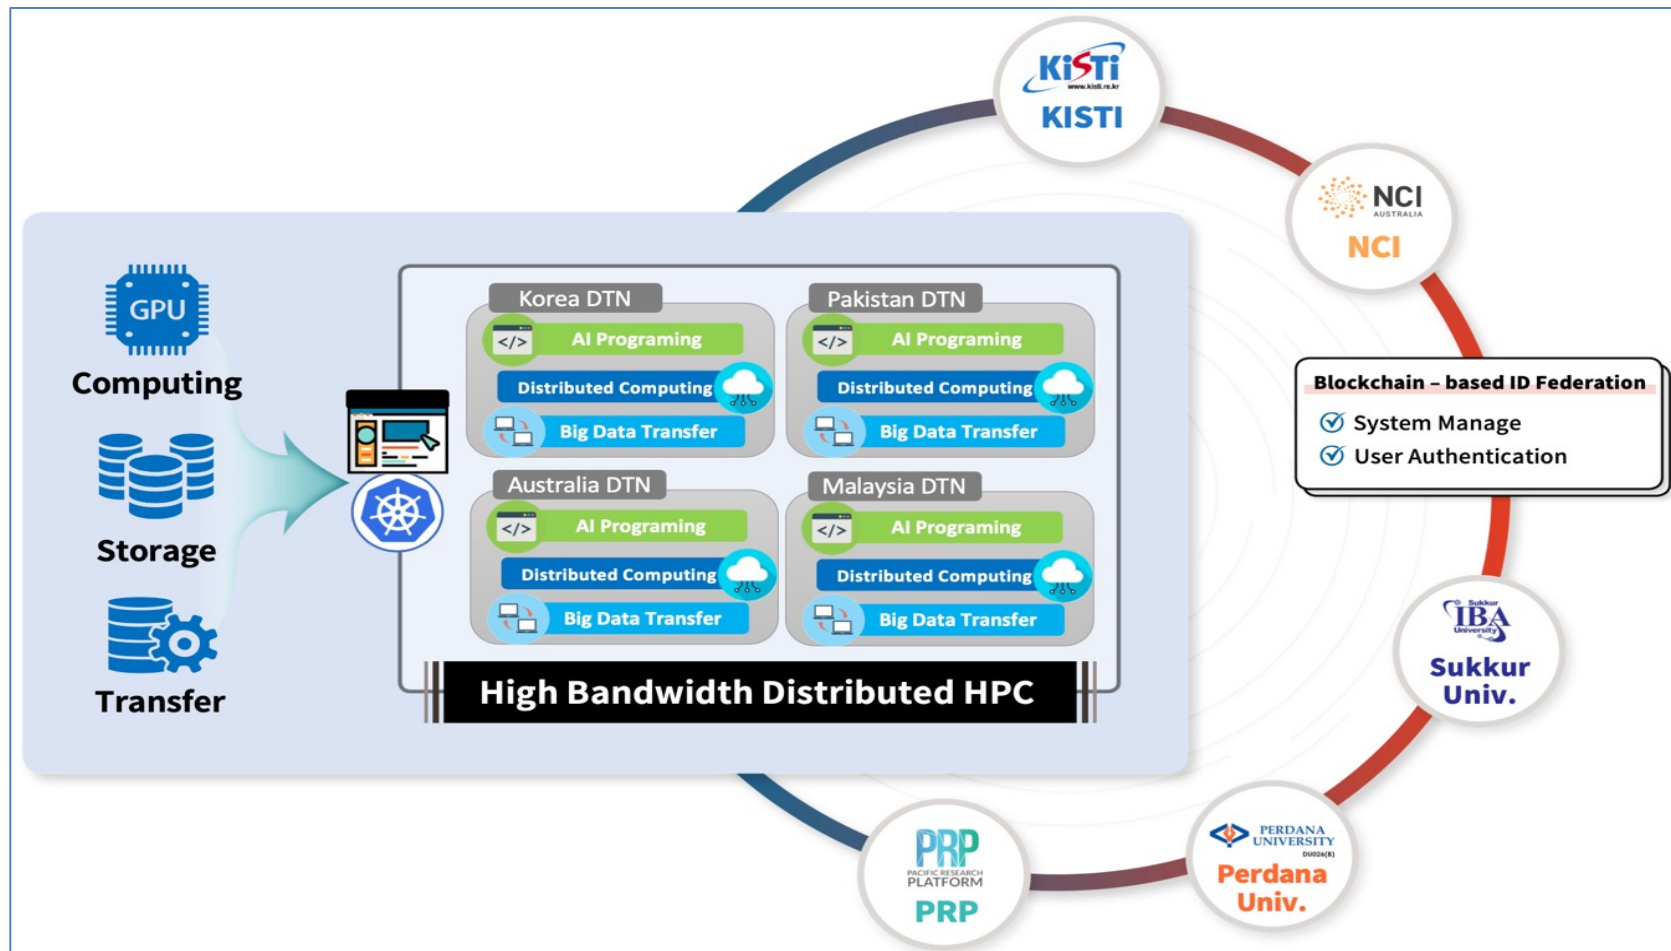 GPU
Computing
Storage
Transfer
Korea DTN
</>
AI Programing
Distributed Computing
Big Data Transfer
Pakistan DTN
</>
AI Programing
Distributed Computing
Big Data Transfer
Australia DTN
</>
AI Programing
Distributed Computing
Big Data Transfer
Malaysia DTN
</>
AI Programing
Distributed Computing
Big Data Transfer
High Bandwidth Distributed HPC
KiSTi
www.kisti.re.kr
KISTI
NCI
AUSTRALIA
NCI
Blockchain – based ID Federation
System Manage
User Authentication
Sukkur
IBA
University
Sukkur
Univ.
PERDANA
UNIVERSITY
DU026(B)
Perdana
Univ.
PRP
PACIFIC RESEARCH
PLATFORM
PRP